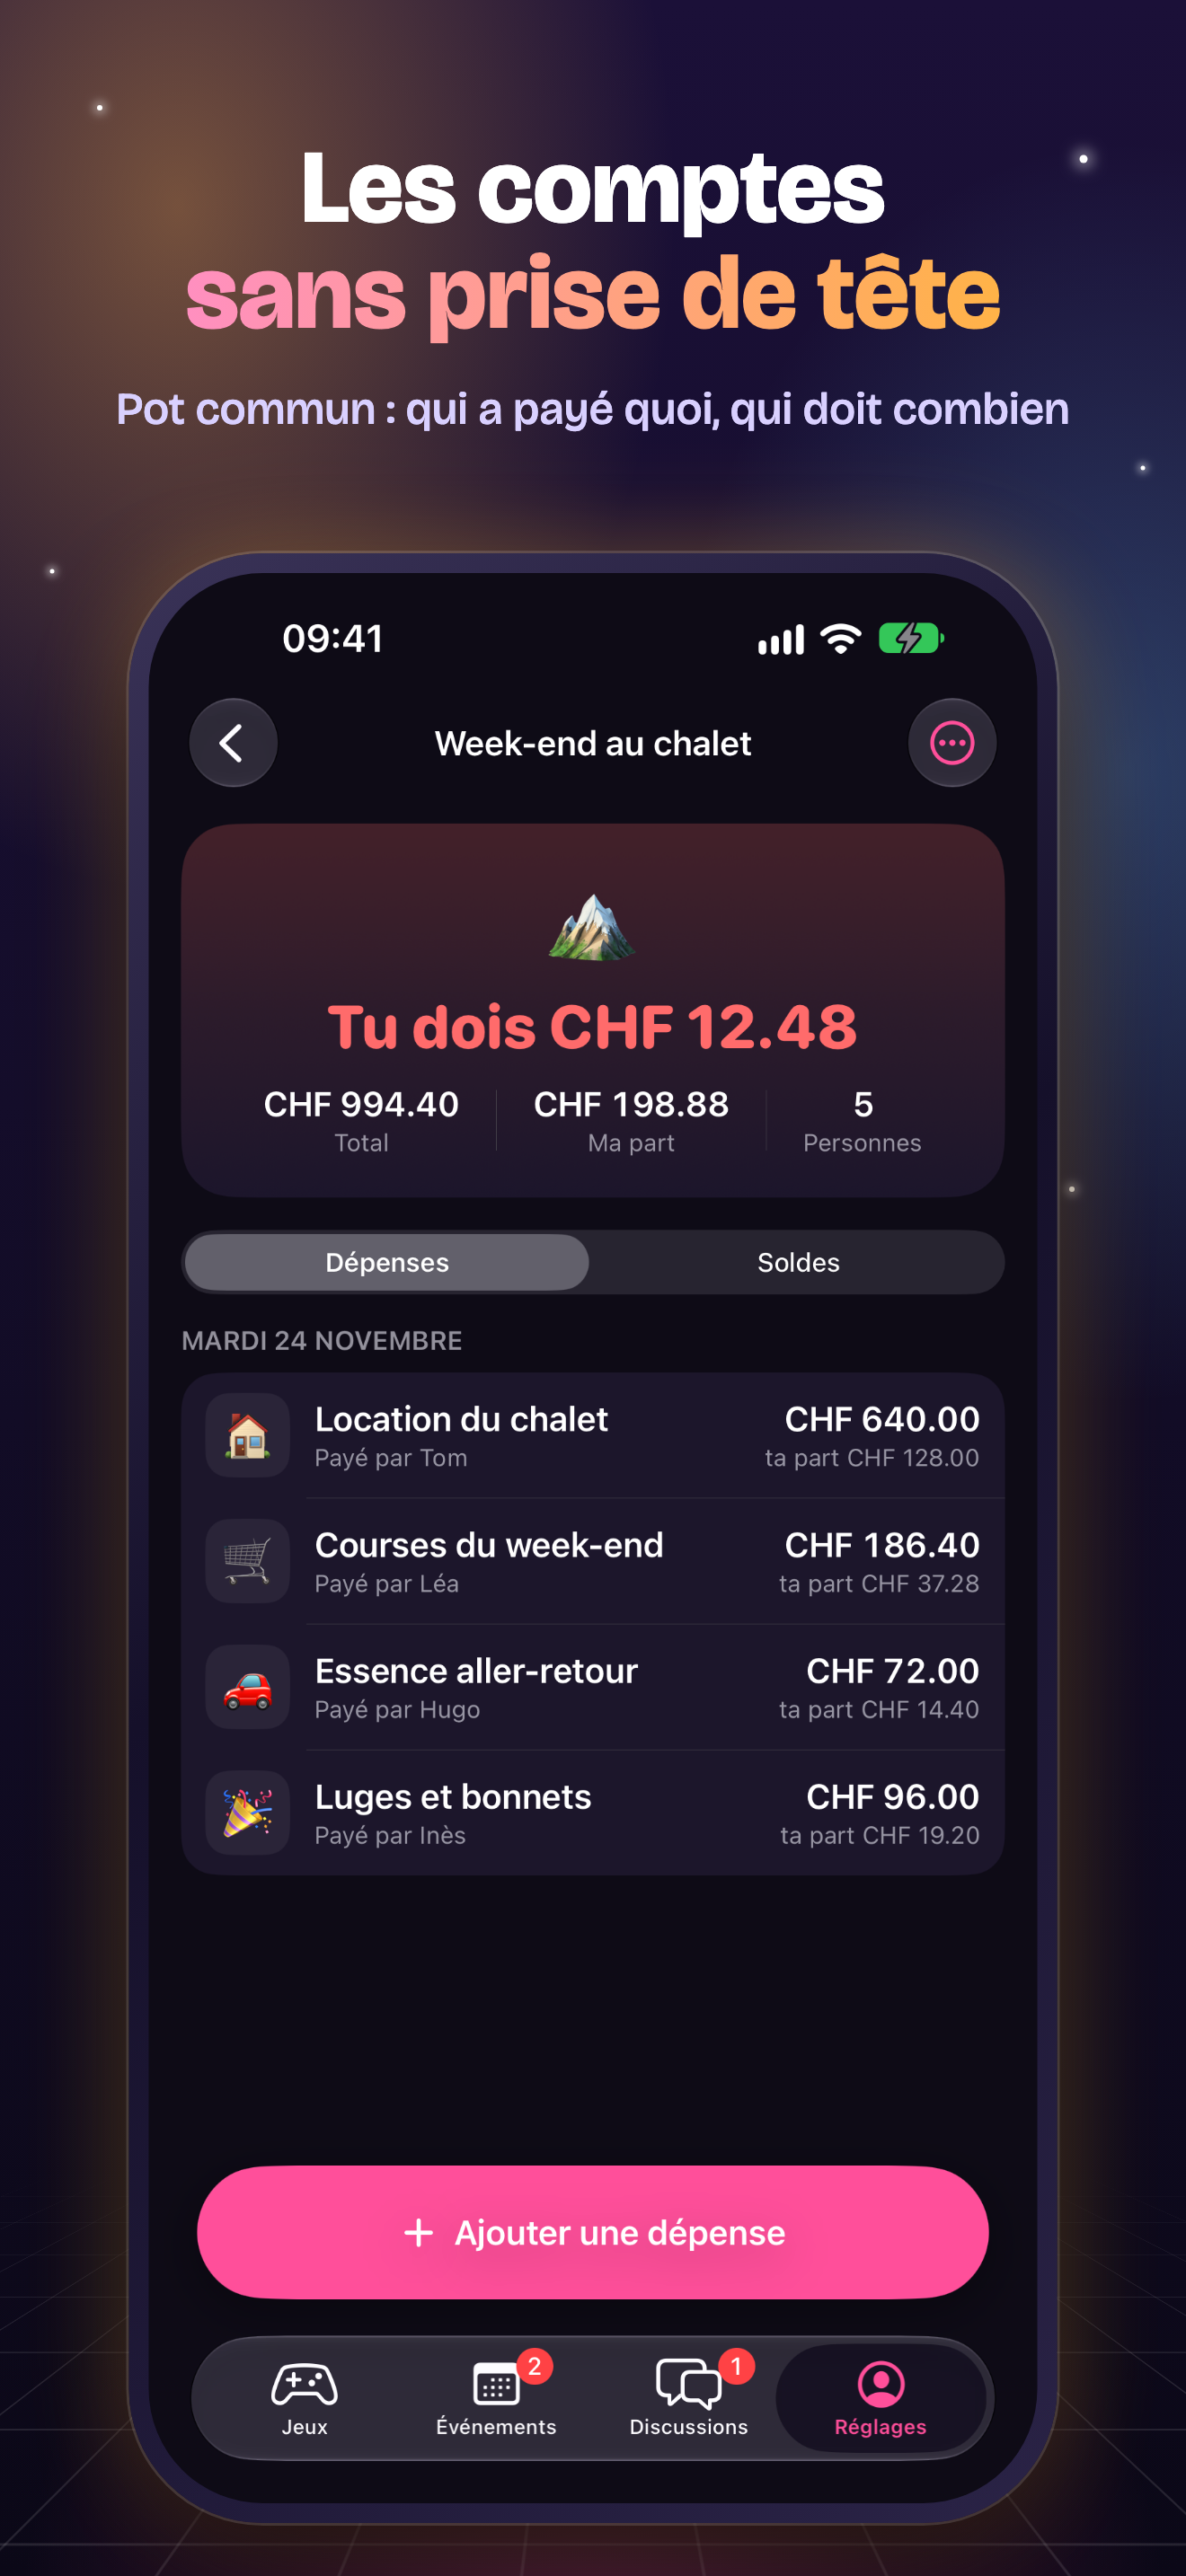 Les comptes
sans prise de tête
Pot commun : qui a payé quoi, qui doit combien
09:41
Week-end au chalet
Tu dois CHF 12.48
CHF 994.40 CHF 198.88 5
Total Ma part Personnes
Dépenses Soldes
MARDI 24 NOVEMBRE
Location du chalet CHF 640.00
Payé par Tom ta part CHF 128.00
Courses du week-end CHF 186.40
Payé par Léa ta part CHF 37.28
Essence aller-retour CHF 72.00
Payé par Hugo ta part CHF 14.40
Luges et bonnets CHF 96.00
Payé par Inès ta part CHF 19.20
+ Ajouter une dépense
2 1
Jeux Événements Discussions Réglages